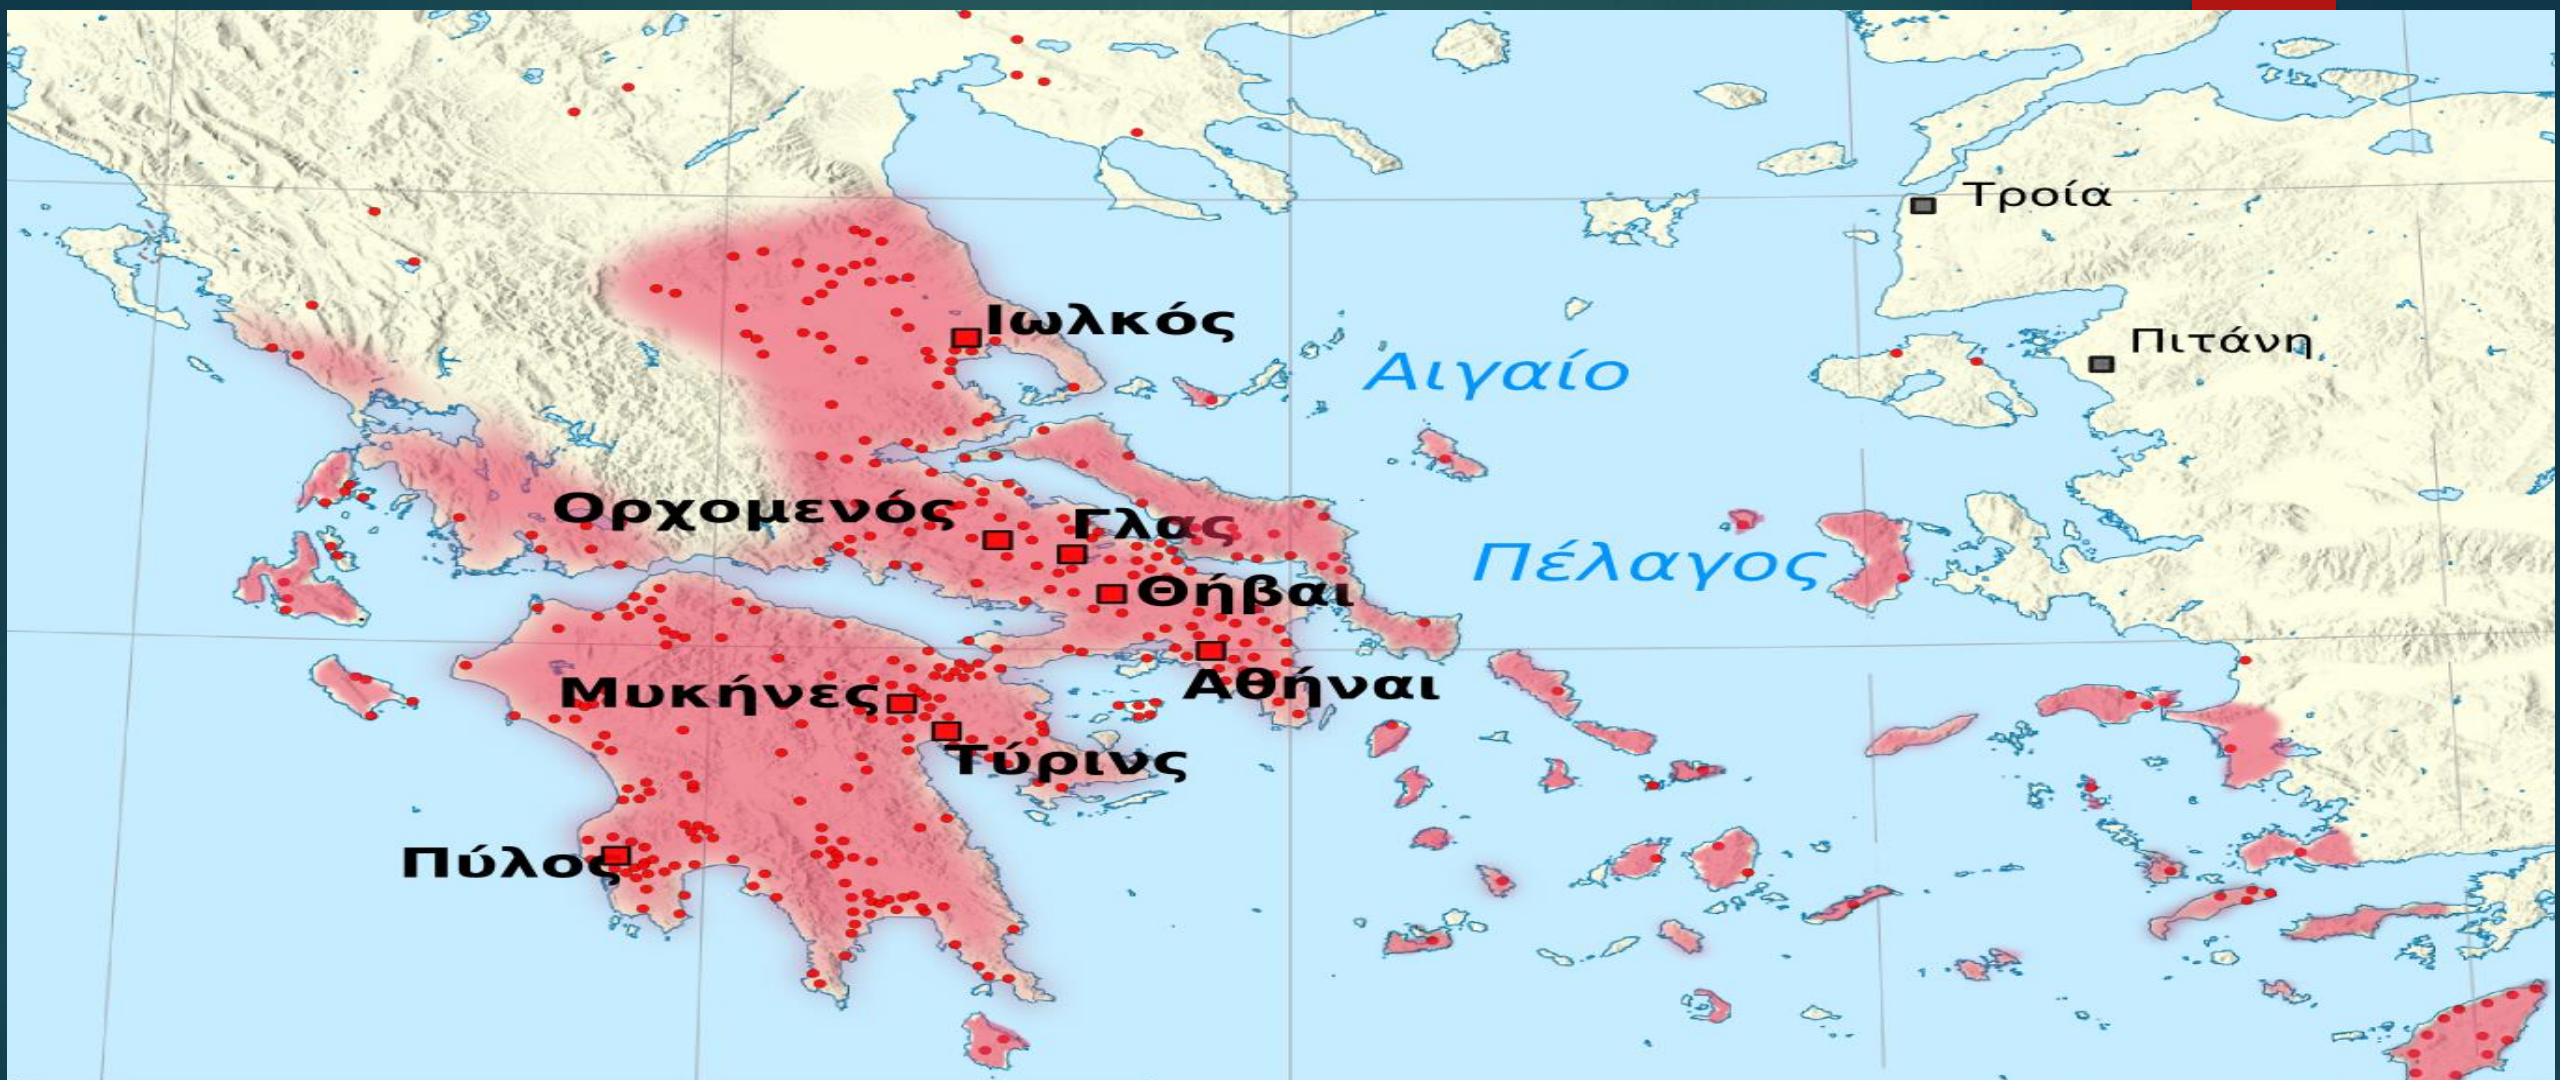 Τροία
Ιωλκός
Πιτάνη
Αιγαίο
Ορχομενός
Γλας
Πέλαγος
Θήβαι
Αθήναι
Μυκήνες
Τύρινς
Πύλος